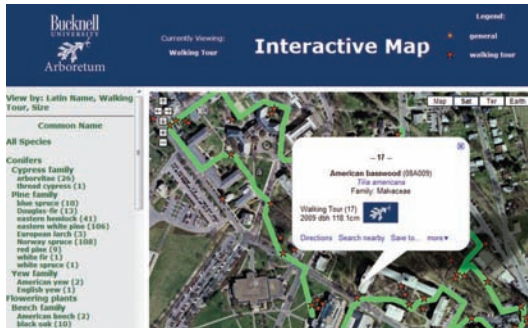 Bucknell
UNIVERSITY
Arboretum
Currently Viewing:
Walking Tour
Interactive Map
Legend:
general
walking tour
View by: Latin Name, Walking
Tour, Size
Common Name
All Species
Conifers
Cypress family
arborvitae (26)
thread cypress (1)
Pine family
blue spruce (18)
Douglas-fir (13)
eastern hemlock (41)
eastern white pine (106)
European larch (3)
Norway spruce (108)
red pine (9)
white fir (1)
white spruce (1)
Yew family
American yew (2)
English yew (1)
Flowering plants
Beech family
American beech (2)
black oak (10)
Map Sat Ter Earth
-- 17 --
American basswood (08A009)
Tilia americana
Family: Malvaceae
Walking Tour (17)
2009 dbh 118.1cm
Directions Search nearby Save to... more▾